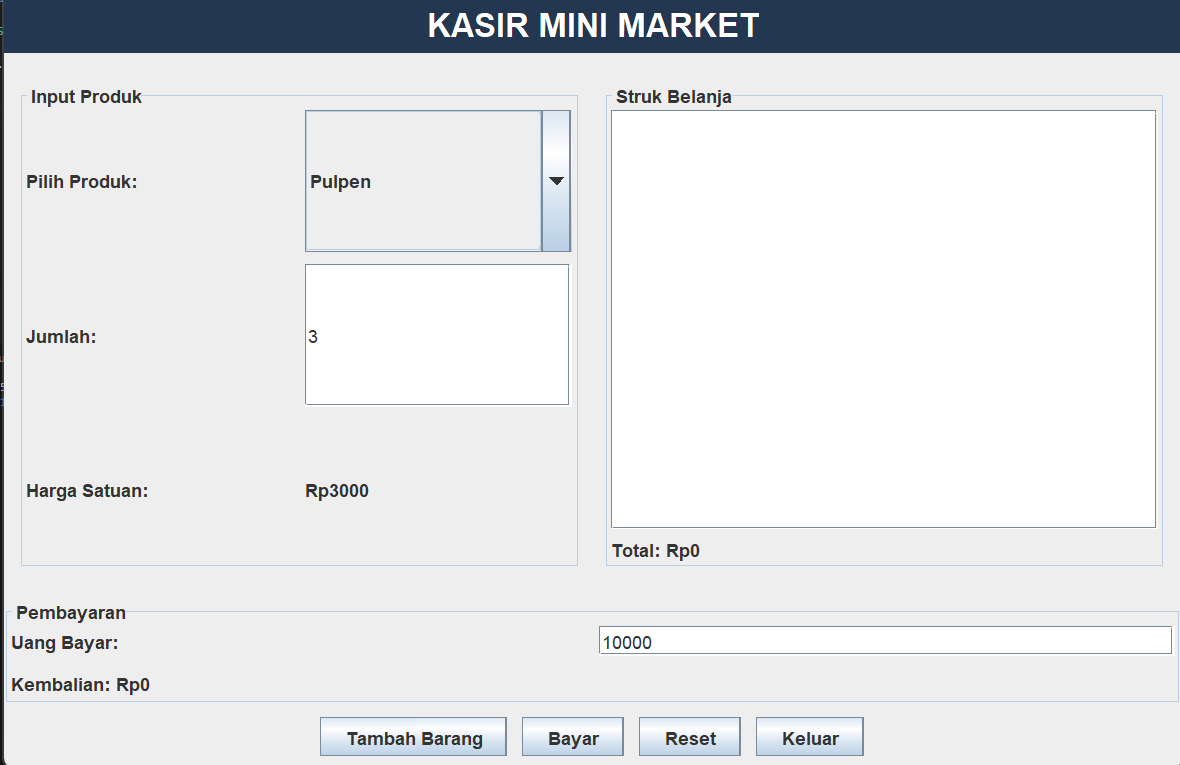 KASIR MINI MARKET
Input Produk
Pilih Produk:
Pulpen
Jumlah:
3
Harga Satuan:
Rp3000
Struk Belanja
Total: Rp0
Pembayaran
Uang Bayar:
10000
Kembalian: Rp0
Tambah Barang
Bayar
Reset
Keluar